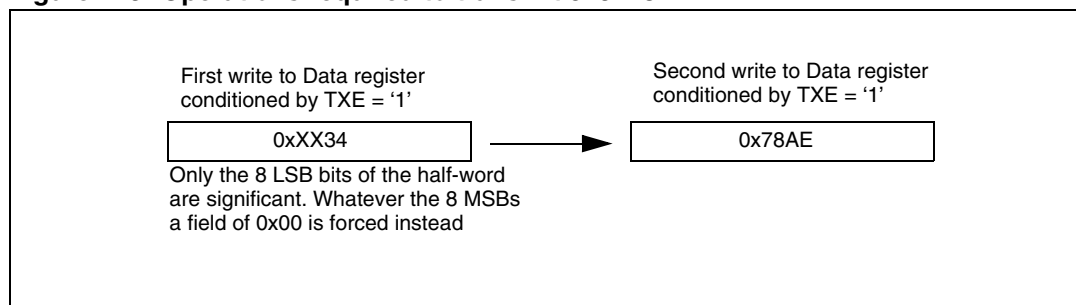 First write to Data register
conditioned by TXE = ‘1’
0xXX34
Only the 8 LSB bits of the half-word
are significant. Whatever the 8 MSBs
a field of 0x00 is forced instead
Second write to Data register
conditioned by TXE = ‘1’
0x78AE